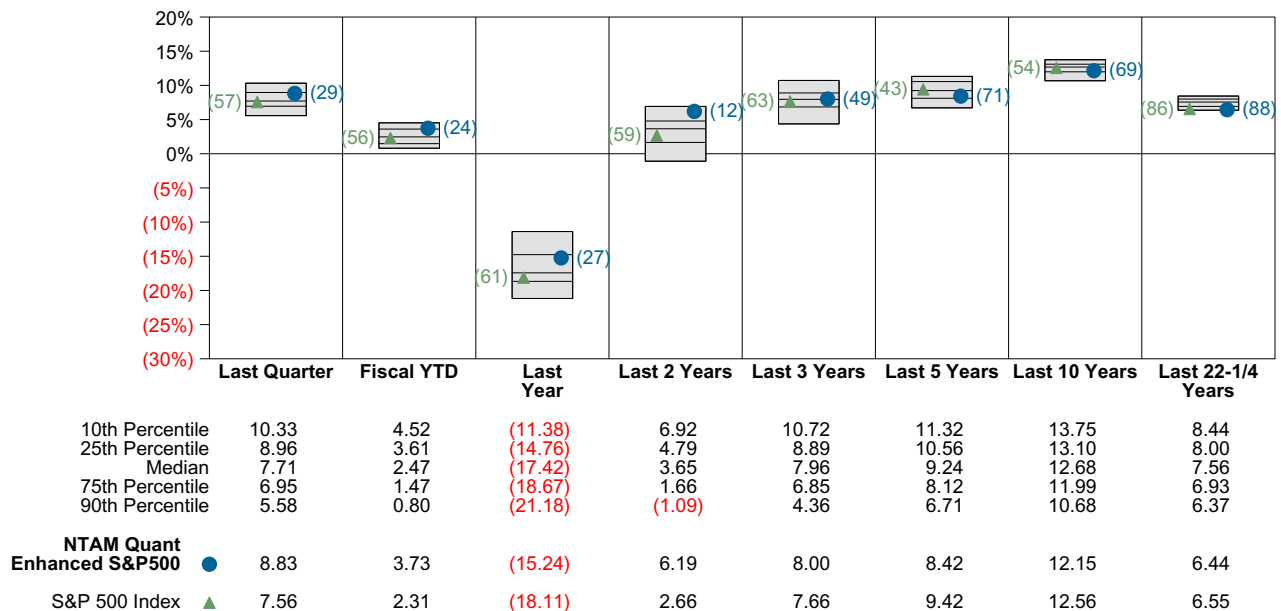 20%
15%
10%
5%
0%
(5%)
(10%)
(15%)
(20%)
(25%)
(30%)
(57) (29)
(56) (24)
(61) (27)
(59) (12)
(63) (49)
(43) (71)
(54) (69)
(86) (88)
Last Quarter Fiscal YTD Last Year Last 2 Years Last 3 Years Last 5 Years Last 10 Years Last 22-1/4 Years
10th Percentile 10.33 4.52 (11.38) 6.92 10.72 11.32 13.75 8.44
25th Percentile 8.96 3.61 (14.76) 4.79 8.89 10.56 13.10 8.00
Median 7.71 2.47 (17.42) 3.65 7.96 9.24 12.68 7.56
75th Percentile 6.95 1.47 (18.67) 1.66 6.85 8.12 11.99 6.93
90th Percentile 5.58 0.80 (21.18) (1.09) 4.36 6.71 10.68 6.37
NTAM Quant
Enhanced S&P500 8.83 3.73 (15.24) 6.19 8.00 8.42 12.15 6.44
S&P 500 Index 7.56 2.31 (18.11) 2.66 7.66 9.42 12.56 6.55